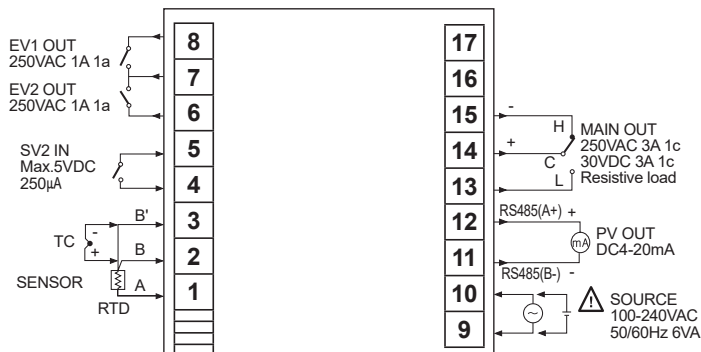 EV1 OUT
250VAC 1A 1a
EV2 OUT
250VAC 1A 1a
SV2 IN
Max.5VDC
250µA
B'
-
TC
+
B
SENSOR
A
RTD
8
7
6
5
4
3
2
1
17
16
15
14
13
12
11
10
9
-
H
+
C
L
MAIN OUT
250VAC 3A 1c
30VDC 3A 1c
Resistive load
RS485(A+) +
mA
PV OUT
DC4-20mA
RS485(B-) -
SOURCE
100-240VAC
50/60Hz 6VA